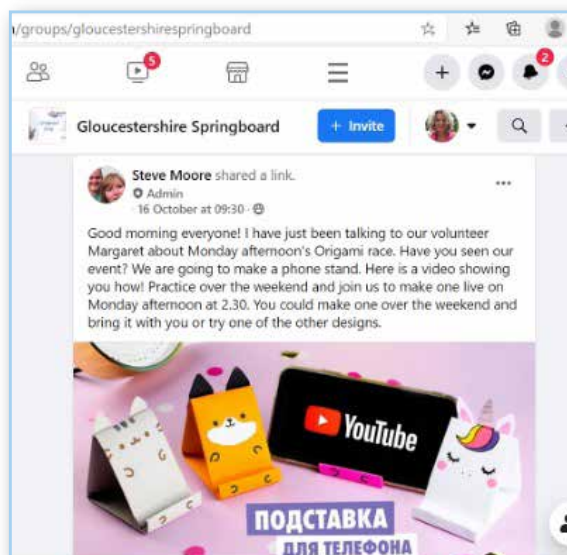 /groups/gloucestershirespringboard
5
2
Gloucestershire Springboard
+ Invite
Steve Moore shared a link.
Admin
· 16 October at 09:30 ·
Good morning everyone! I have just been talking to our volunteer
Margaret about Monday afternoon's Origami race. Have you seen our
event? We are going to make a phone stand. Here is a video showing
you how! Practice over the weekend and join us to make one live on
Monday afternoon at 2.30. You could make one over the weekend and
bring it with you or try one of the other designs.
YouTube
ПОДСТАВКА
ДЛЯ ТЕЛЕФОНА